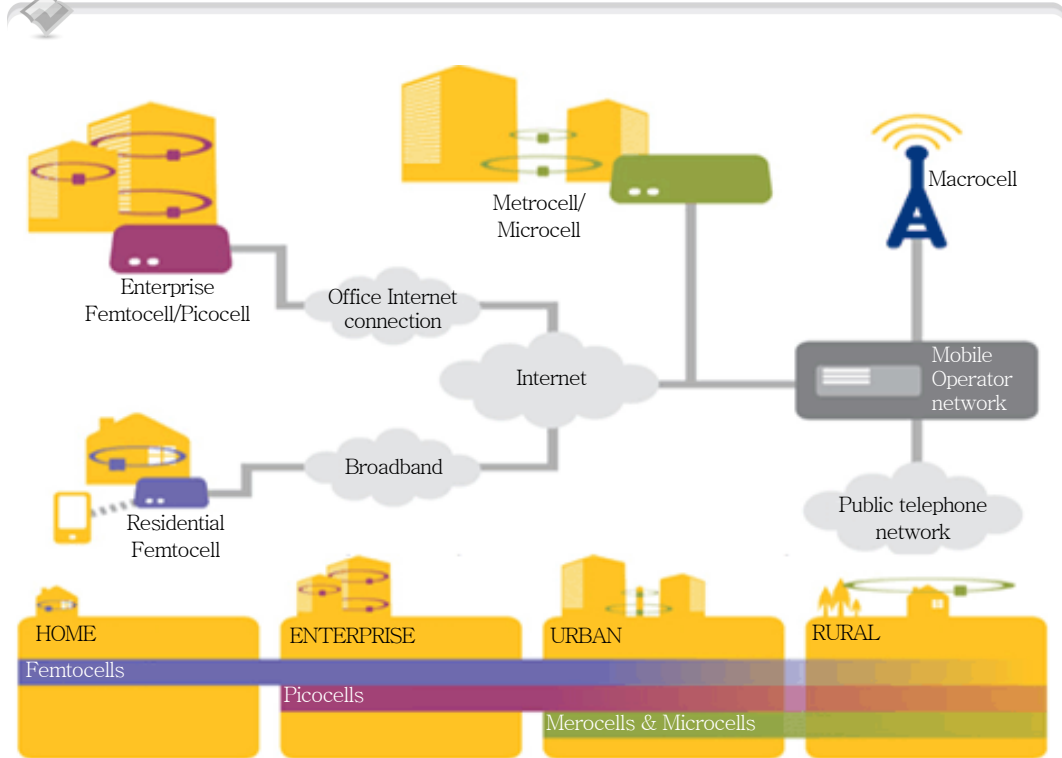 Metrocell/
Microcell
Macrocell
Enterprise
Femtocell/Picocell
Office Internet
connection
Internet
Mobile
Operator
network
Broadband
Residential
Femtocell
Public telephone
network
HOME
ENTERPRISE
URBAN
RURAL
Femtocells
Picocells
Merocells & Microcells